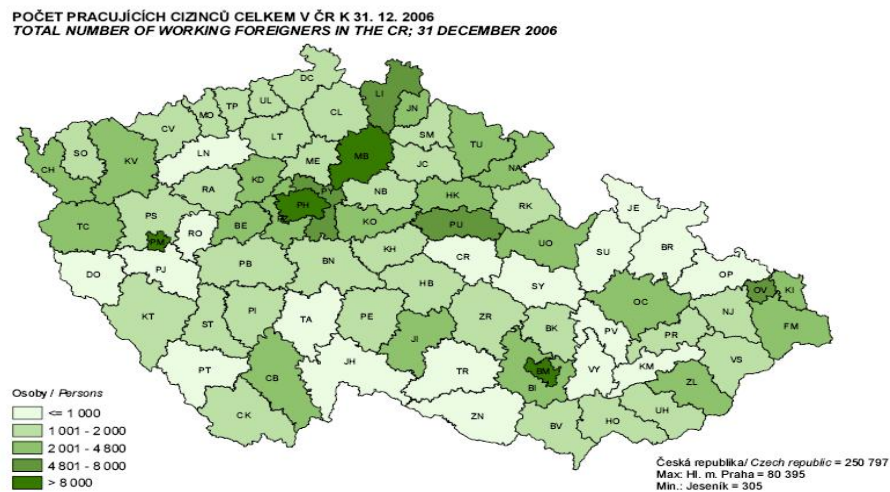 POČET PRACUJÍCÍCH CIZINCŮ CELKEM V ČR K 31. 12. 2006
TOTAL NUMBER OF WORKING FOREIGNERS IN THE CR; 31 DECEMBER 2006
DC
LI
UL
TP
CL
JN
MO
CV
SM
LT
SO
LN
MB
TU
CH
KV
ME
JC
NA
KD
RA
PY
NB
HK
RK
JE
PH
TC
PS
BE
KO
PU
RO
UO
SU
BR
PM
KH
DO
PJ
PB
BN
CR
OP
SY
HB
OV
KI
OC
KT
ST
PI
TA
PE
ZR
BK
NJ
FM
JI
PV
PR
VS
PT
CB
JH
TR
BM
VY
KM
BI
ZL
CK
ZN
BV
HO
UH
Osoby / Persons
<= 1 000
1 001 - 2 000
2 001 - 4 800
4 801 - 8 000
> 8 000
Česká republika/ Czech republic = 250 797
Max: Hl. m. Praha = 80 395
Min.: Jeseník = 305